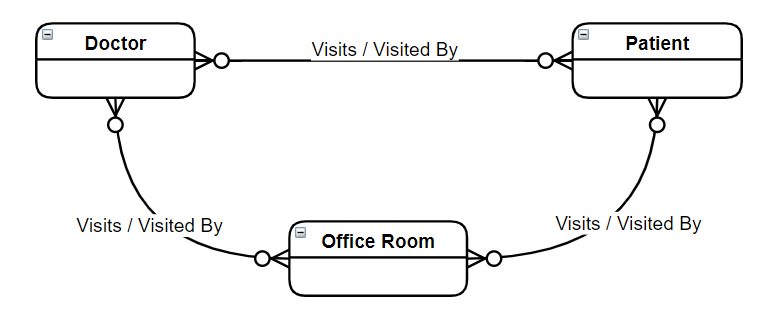 Doctor
Visits / Visited By
Patient
Visits / Visited By
Visits / Visited By
Office Room